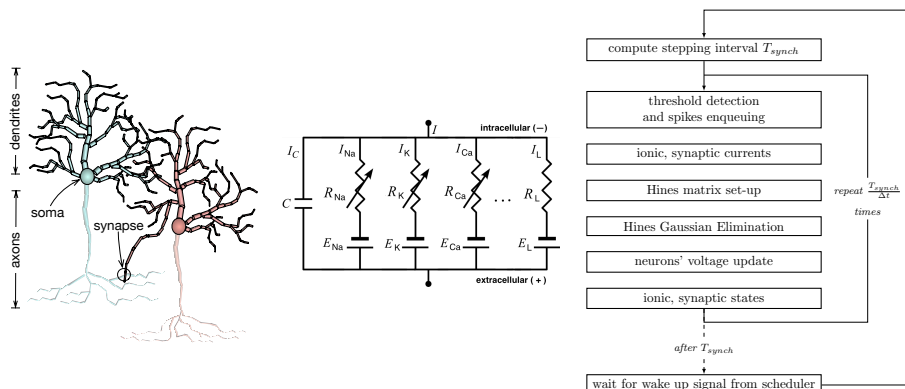 dendrites
axons
soma
synapse
I
intracellular (—)
I_C
I_Na
I_K
I_Ca
I_L
C
R_Na
R_K
R_Ca
...
R_L
E_Na
E_K
E_Ca
E_L
extracellular (+)
compute stepping interval T_synch
threshold detection
and spikes enqueuing
ionic, synaptic currents
Hines matrix set-up
Hines Gaussian Elimination
neurons' voltage update
ionic, synaptic states
repeat T_synch/Δt
times
after T_synch
wait for wake up signal from scheduler